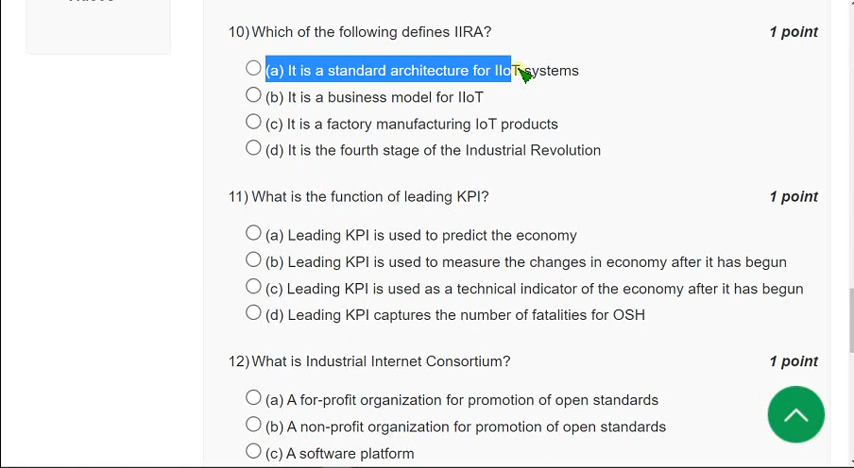 10) Which of the following defines IIRA? 1 point
(a) It is a standard architecture for IIoT systems
(b) It is a business model for IIoT
(c) It is a factory manufacturing IoT products
(d) It is the fourth stage of the Industrial Revolution
11) What is the function of leading KPI? 1 point
(a) Leading KPI is used to predict the economy
(b) Leading KPI is used to measure the changes in economy after it has begun
(c) Leading KPI is used as a technical indicator of the economy after it has begun
(d) Leading KPI captures the number of fatalities for OSH
12) What is Industrial Internet Consortium? 1 point
(a) A for-profit organization for promotion of open standards
(b) A non-profit organization for promotion of open standards
(c) A software platform